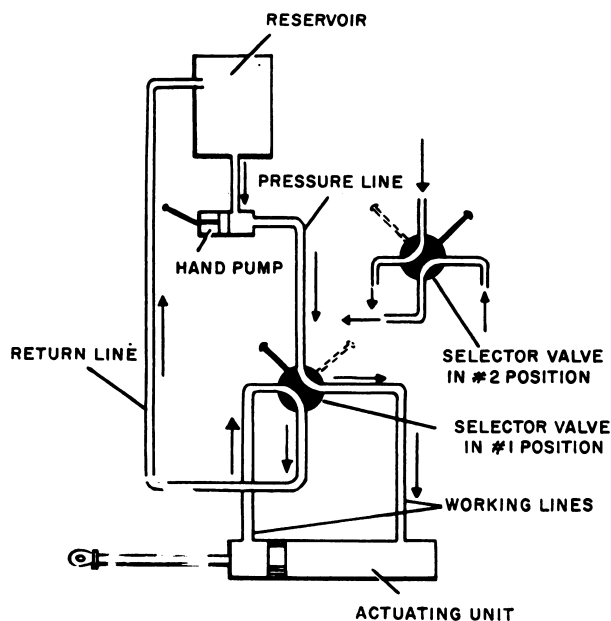 RESERVOIR
PRESSURE LINE
HAND PUMP
RETURN LINE
SELECTOR VALVE
IN #2 POSITION
SELECTOR VALVE
IN #1 POSITION
WORKING LINES
ACTUATING UNIT